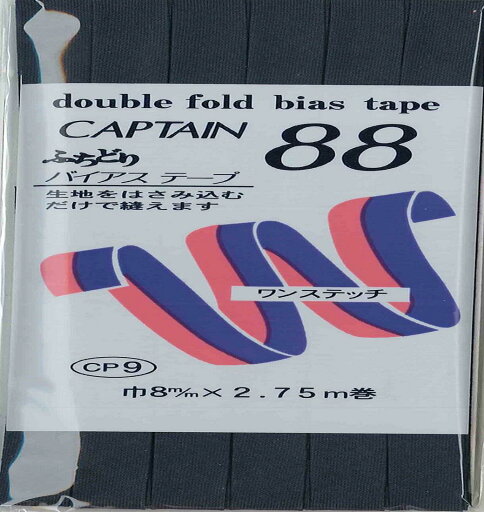 double fold bias tape
CAPTAIN 88
ふちどり
バイアス テープ
生地をはさみ込む
だけで縫えます
ワンステッチ
CP9
巾8m/m×2.75m巻